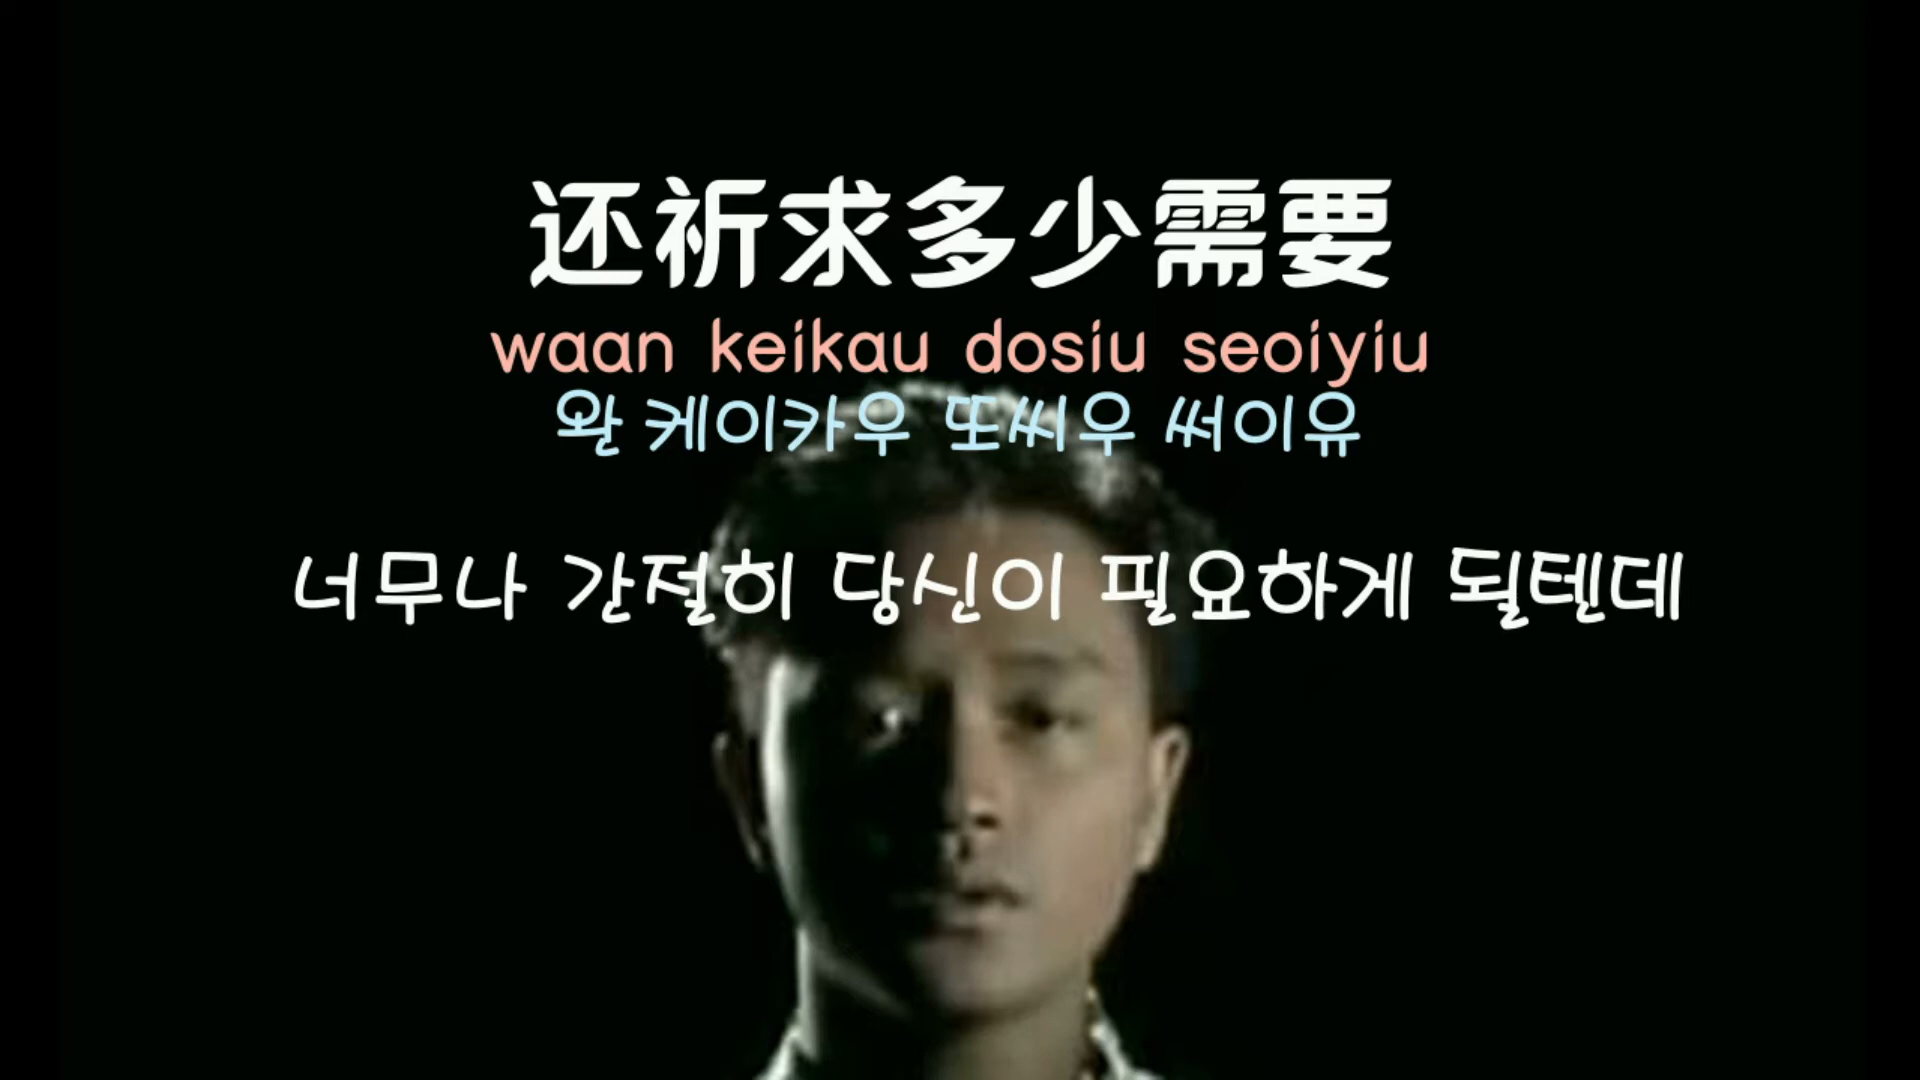 还祈求多少需要
waan keikau dosiu seoiyiu
완 케이카우 또씨우 써이유
너무나 간절히 당신이 필요하게 될텐데